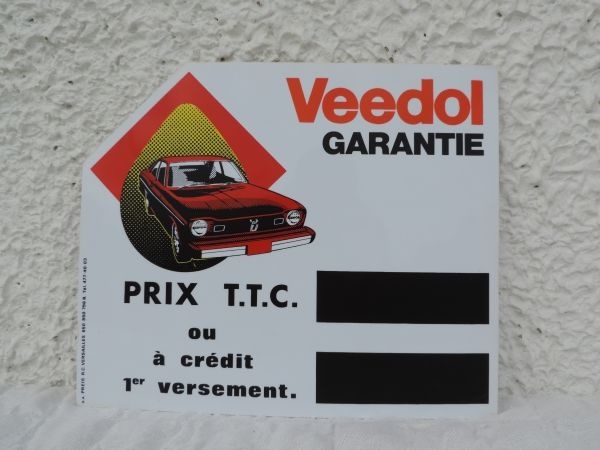 Veedol
GARANTIE
PRIX T.T.C.
ou
à crédit
1er versement.